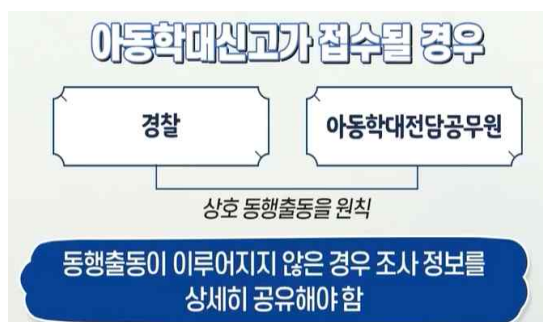 아동학대신고가 접수될 경우
경찰
아동학대전담공무원
상호 동행출동을 원칙
동행출동이 이루어지지 않은 경우 조사 정보를
상세히 공유해야 함